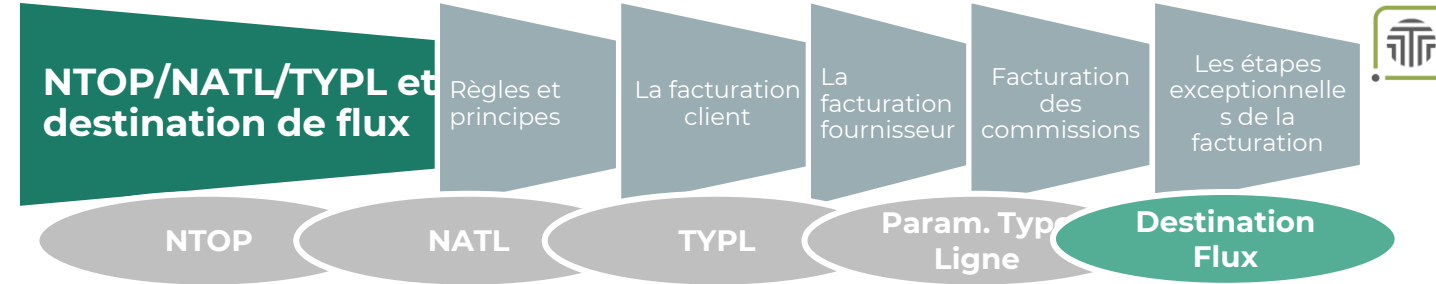 NTOP/NATL/TYPL et
destination de flux
Règles et
principes
La facturation
client
La
facturation
fournisseur
Facturation
des
commissions
Les étapes
exceptionnelle
s de la
facturation
NTOP
NATL
TYPL
Param. Type
Ligne
Destination
Flux